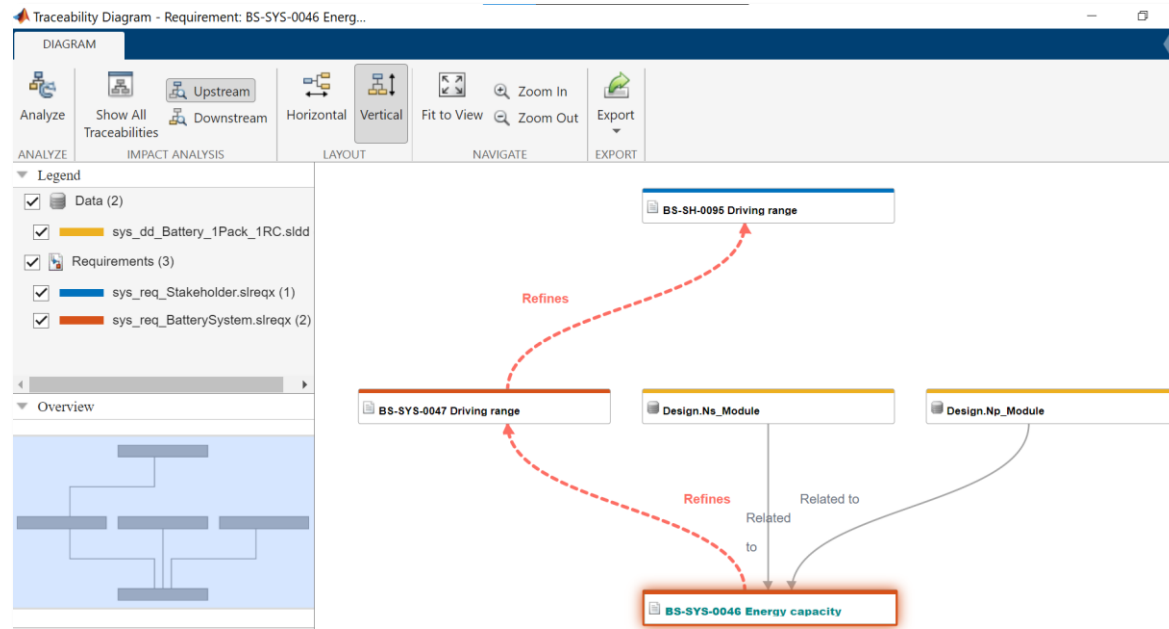 Traceability Diagram - Requirement: BS-SYS-0046 Energ...
DIAGRAM
Analyze
Show All
Traceabilities
Upstream
Downstream
Horizontal
Vertical
Fit to View
Zoom In
Zoom Out
Export
ANALYZE
IMPACT ANALYSIS
LAYOUT
NAVIGATE
EXPORT
Legend
Data (2)
sys_dd_Battery_1Pack_1RC.sldd
Requirements (3)
sys_req_Stakeholder.slreqx (1)
sys_req_BatterySystem.slreqx (2)
Overview
BS-SH-0095 Driving range
Refines
BS-SYS-0047 Driving range
Design.Ns_Module
Design.Np_Module
Refines
Related
to
Related to
BS-SYS-0046 Energy capacity